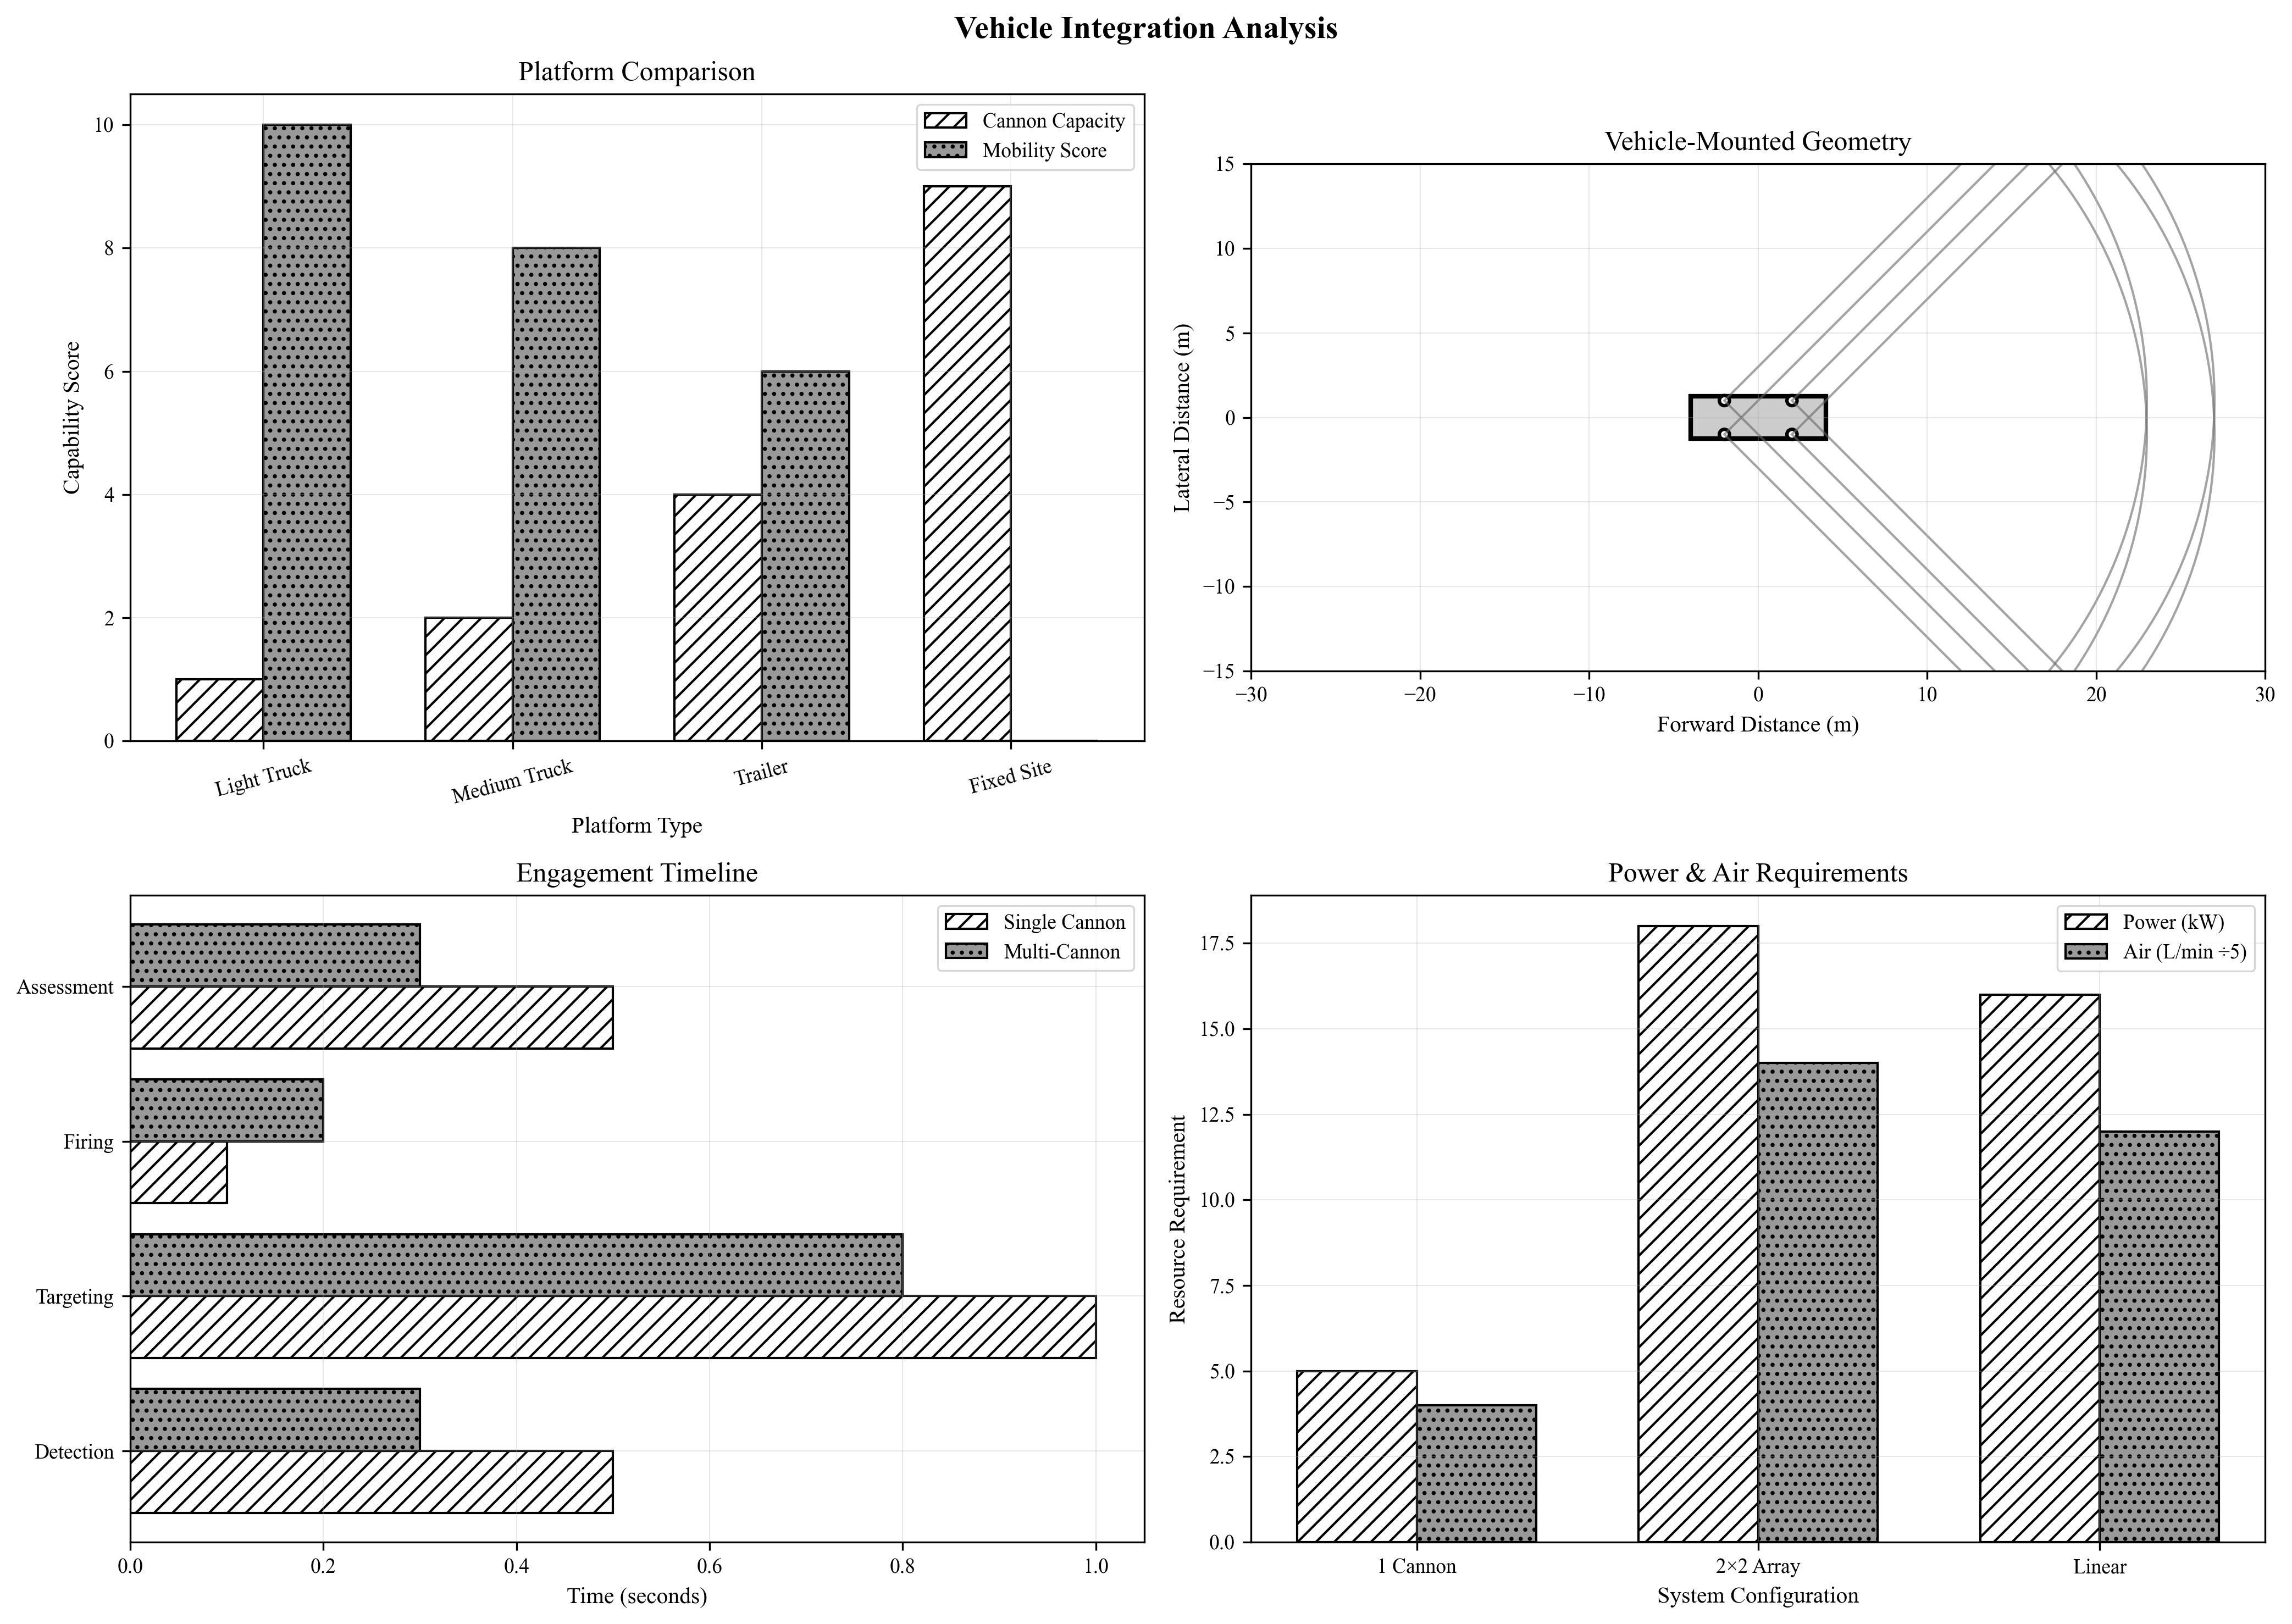 Vehicle Integration Analysis
Platform Comparison
Capability Score
10
8
6
4
2
0
Cannon Capacity
Mobility Score
Light Truck
Medium Truck
Trailer
Fixed Site
Platform Type
Vehicle-Mounted Geometry
Lateral Distance (m)
15
10
5
0
−5
−10
−15
−30
−20
−10
0
10
20
30
Forward Distance (m)
Engagement Timeline
Single Cannon
Multi-Cannon
Assessment
Firing
Targeting
Detection
0.0
0.2
0.4
0.6
0.8
1.0
Time (seconds)
Power & Air Requirements
Resource Requirement
17.5
15.0
12.5
10.0
7.5
5.0
2.5
0.0
Power (kW)
Air (L/min ÷5)
1 Cannon
2×2 Array
Linear
System Configuration